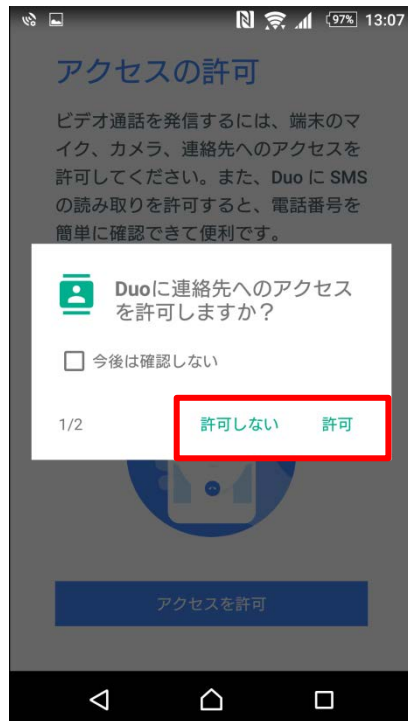 97% 13:07
アクセスの許可
ビデオ通話を発信するには、端末のマ
イク、カメラ、連絡先へのアクセスを
許可してください。また、Duo に SMS
の読み取りを許可すると、電話番号を
簡単に確認できて便利です。
Duoに連絡先へのアクセス
を許可しますか？
今後は確認しない
1/2 許可しない 許可
アクセスを許可